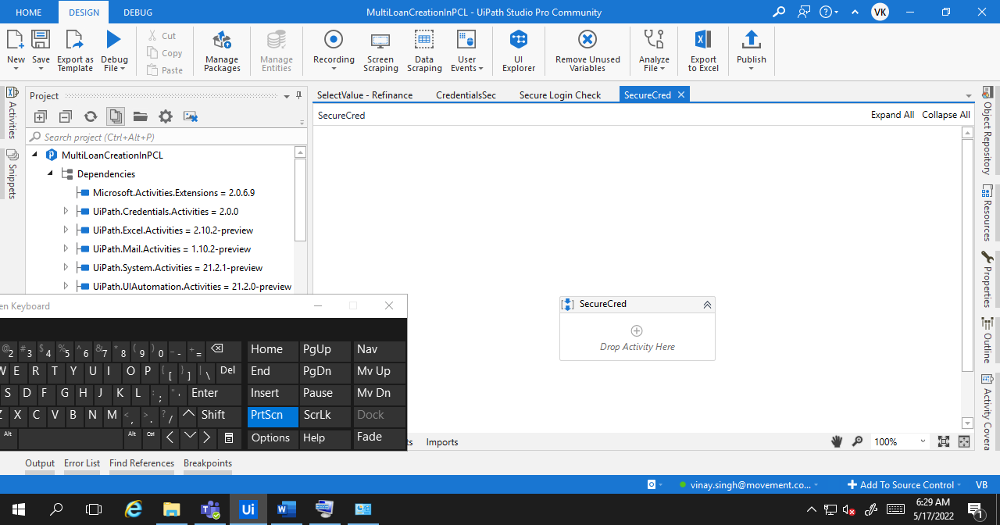 HOME DESIGN DEBUG MultiLoanCreationInPCL - UiPath Studio Pro Community VK
New Save Export as Template Debug File Cut Copy Paste Manage Packages Manage Entities Recording Screen Scraping Data Scraping User Events UI Explorer Remove Unused Variables Analyze File Export to Excel Publish
Activities
Snippets
Project
Search project (Ctrl+Alt+P)
MultiLoanCreationInPCL
Dependencies
Microsoft.Activities.Extensions = 2.0.6.9
UiPath.Credentials.Activities = 2.0.0
UiPath.Excel.Activities = 2.10.2-preview
UiPath.Mail.Activities = 1.10.2-preview
UiPath.System.Activities = 21.2.1-preview
UiPath.UIAutomation.Activities = 21.2.0-preview
SelectValue - Refinance CredentialsSec Secure Login Check SecureCred
SecureCred Expand All Collapse All
SecureCred
Drop Activity Here
Object Repository
Resources
Properties
Outline
Activity Covera
en Keyboard
@ 2 # 3 $ 4 % 5 ^ 6 & 7 * 8 ( 9 ) 0 _ - + = Home PgUp Nav
W E R T Y U I O P { [ } ] | \ Del End PgDn Mv Up
S D F G H J K L : ; " ' Enter Insert Pause Mv Dn
Z X C V B N M < , > . ? / Shift PrtScn ScrLk Dock
Alt Alt Ctrl Options Help Fade
ts Imports 100%
Output Error List Find References Breakpoints
vinay.singh@movement.co... Add To Source Control VB
Ui W 6:29 AM
5/17/2022 1